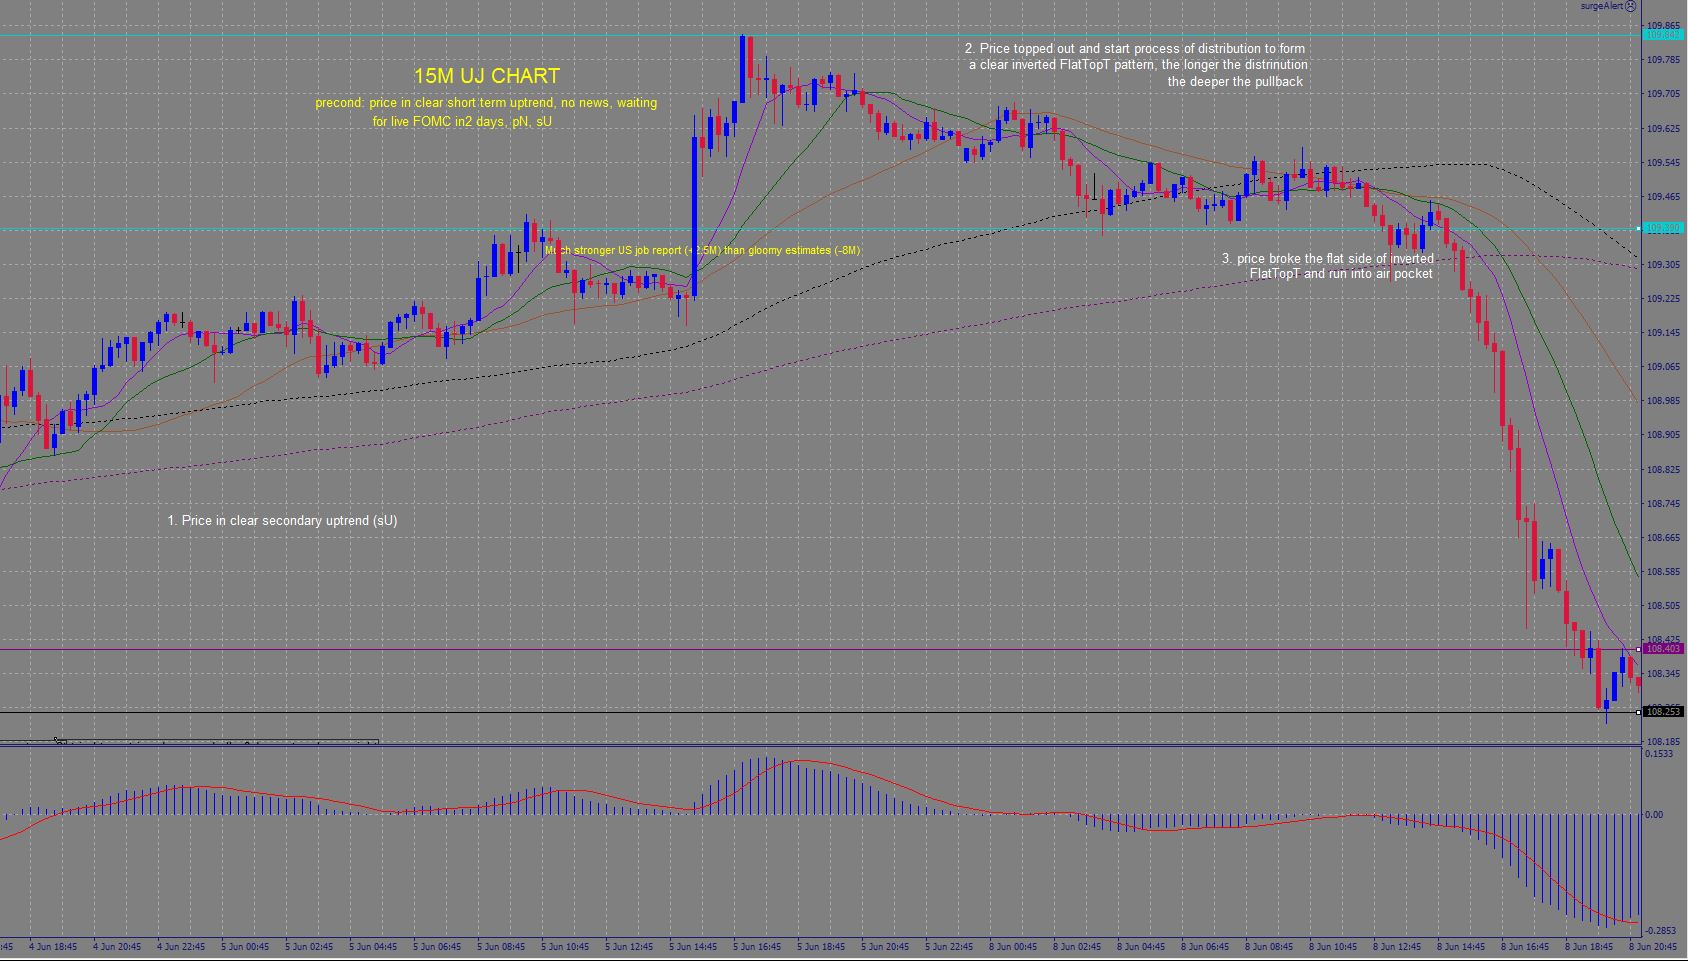 surgeAlert
15M UJ CHART
precond: price in clear short term uptrend, no news, waiting
for live FOMC in2 days, pN, sU
2. Price topped out and start process of distribution to form
a clear inverted FlatTopT pattern, the longer the distrinution
the deeper the pullback
Much stronger US job report (+2.5M) than gloomy estimates (-8M)
3. price broke the flat side of inverted
FlatTopT and run into air pocket
1. Price in clear secondary uptrend (sU)
109.865
109.842
109.785
109.705
109.625
109.545
109.465
109.390
109.305
109.225
109.145
109.065
108.985
108.905
108.825
108.745
108.665
108.585
108.505
108.425
108.403
108.345
108.253
108.185
0.1533
0.00
-0.2853
:45 4 Jun 18:45 4 Jun 20:45 4 Jun 22:45 5 Jun 00:45 5 Jun 02:45 5 Jun 04:45 5 Jun 06:45 5 Jun 08:45 5 Jun 10:45 5 Jun 12:45 5 Jun 14:45 5 Jun 16:45 5 Jun 18:45 5 Jun 20:45 5 Jun 22:45 8 Jun 00:45 8 Jun 02:45 8 Jun 04:45 8 Jun 06:45 8 Jun 08:45 8 Jun 10:45 8 Jun 12:45 8 Jun 14:45 8 Jun 16:45 8 Jun 18:45 8 Jun 20:45